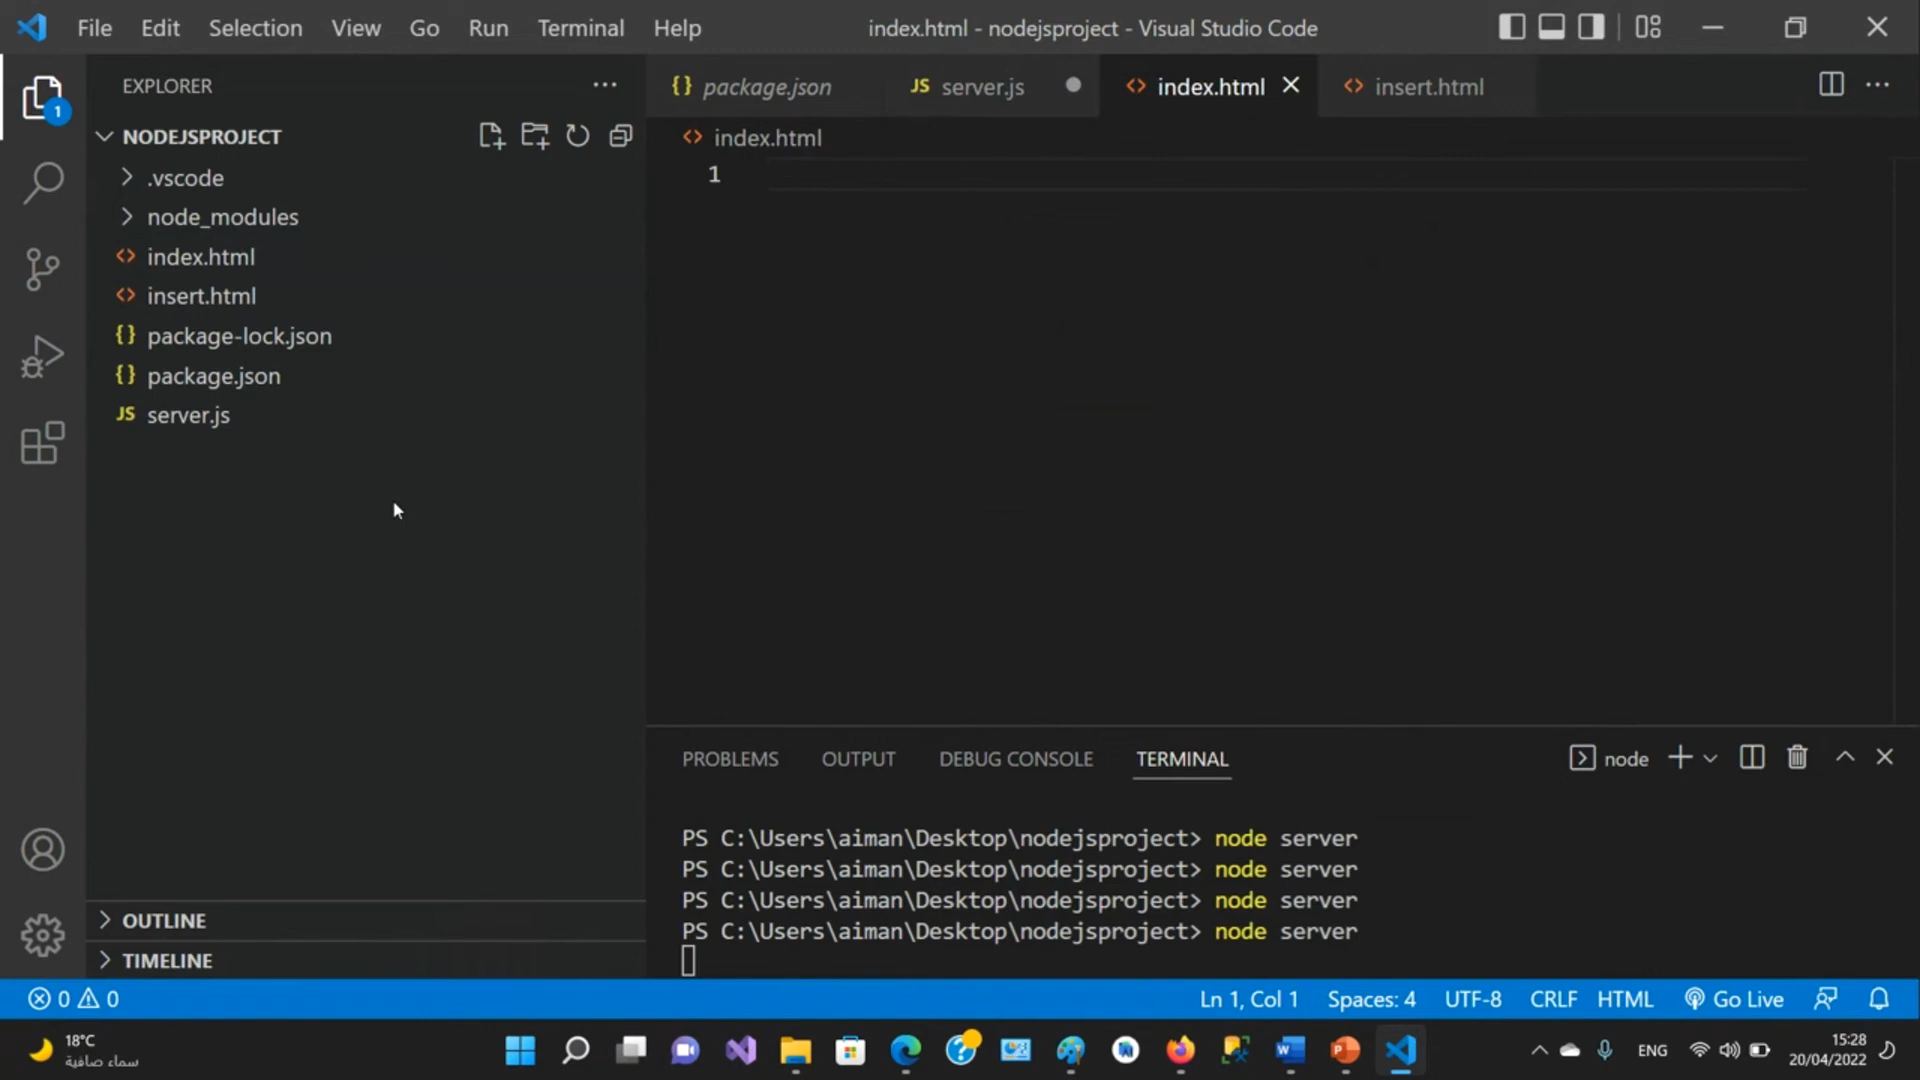 File Edit Selection View Go Run Terminal Help
index.html - nodejsproject - Visual Studio Code
EXPLORER
1
NODEJSPROJECT
.vscode
node_modules
index.html
insert.html
package-lock.json
package.json
JS server.js
OUTLINE
TIMELINE
package.json JS server.js index.html insert.html
index.html
1
PROBLEMS OUTPUT DEBUG CONSOLE TERMINAL
node
PS C:\Users\aiman\Desktop\nodejsproject> node server
PS C:\Users\aiman\Desktop\nodejsproject> node server
PS C:\Users\aiman\Desktop\nodejsproject> node server
PS C:\Users\aiman\Desktop\nodejsproject> node server
0 0
Ln 1, Col 1 Spaces: 4 UTF-8 CRLF HTML Go Live
18°C
سماء صافية
ENG
15:28
20/04/2022